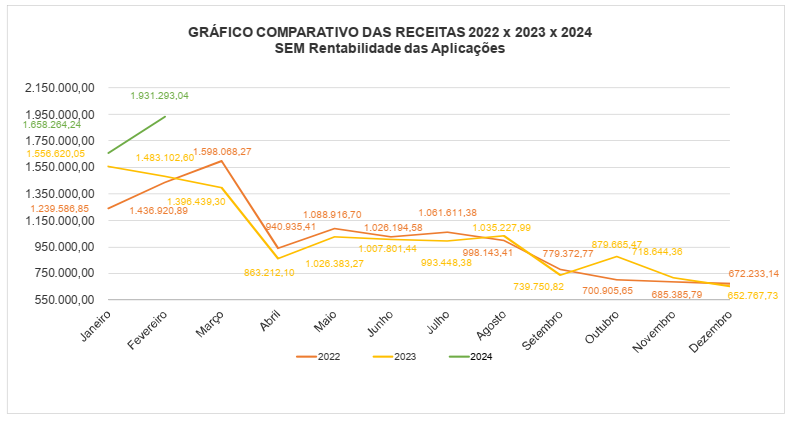 GRÁFICO COMPARATIVO DAS RECEITAS 2022 x 2023 x 2024
SEM Rentabilidade das Aplicações
2.150.000,00
1.950.000,00
1.750.000,00
1.550.000,00
1.350.000,00
1.150.000,00
950.000,00
750.000,00
550.000,00
1.931.293,04
1.658.264,24
1.556.620,05
1.483.102,60
1.598.068,27
1.239.586,85
1.436.920,89
1.396.439,30
940.935,41
863.212,10
1.088.916,70
1.026.383,27
1.026.194,58
1.007.801,44
1.061.611,38
993.448,38
1.035.227,99
998.143,41
779.372,77
739.750,82
879.665,47
700.905,65
718.644,36
685.385,79
672.233,14
652.767,73
Janeiro
Fevereiro
Março
Abril
Maio
Junho
Julho
Agosto
Setembro
Outubro
Novembro
Dezembro
2022
2023
2024